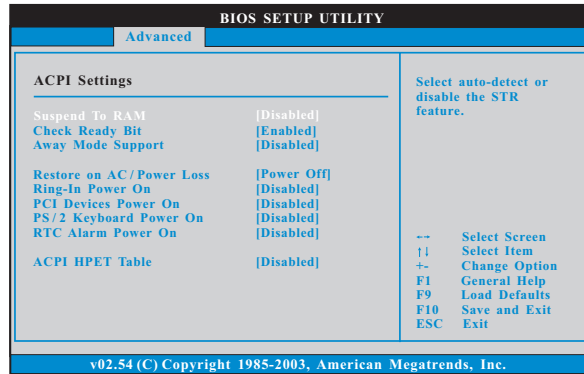 BIOS SETUP UTILITY
Advanced
ACPI Settings
Suspend To RAM [Disabled]
Check Ready Bit [Enabled]
Away Mode Support [Disabled]
Restore on AC / Power Loss [Power Off]
Ring-In Power On [Disabled]
PCI Devices Power On [Disabled]
PS / 2 Keyboard Power On [Disabled]
RTC Alarm Power On [Disabled]
ACPI HPET Table [Disabled]
Select auto-detect or
disable the STR
feature.
←→ Select Screen
↑↓ Select Item
+- Change Option
F1 General Help
F9 Load Defaults
F10 Save and Exit
ESC Exit
v02.54 (C) Copyright 1985-2003, American Megatrends, Inc.